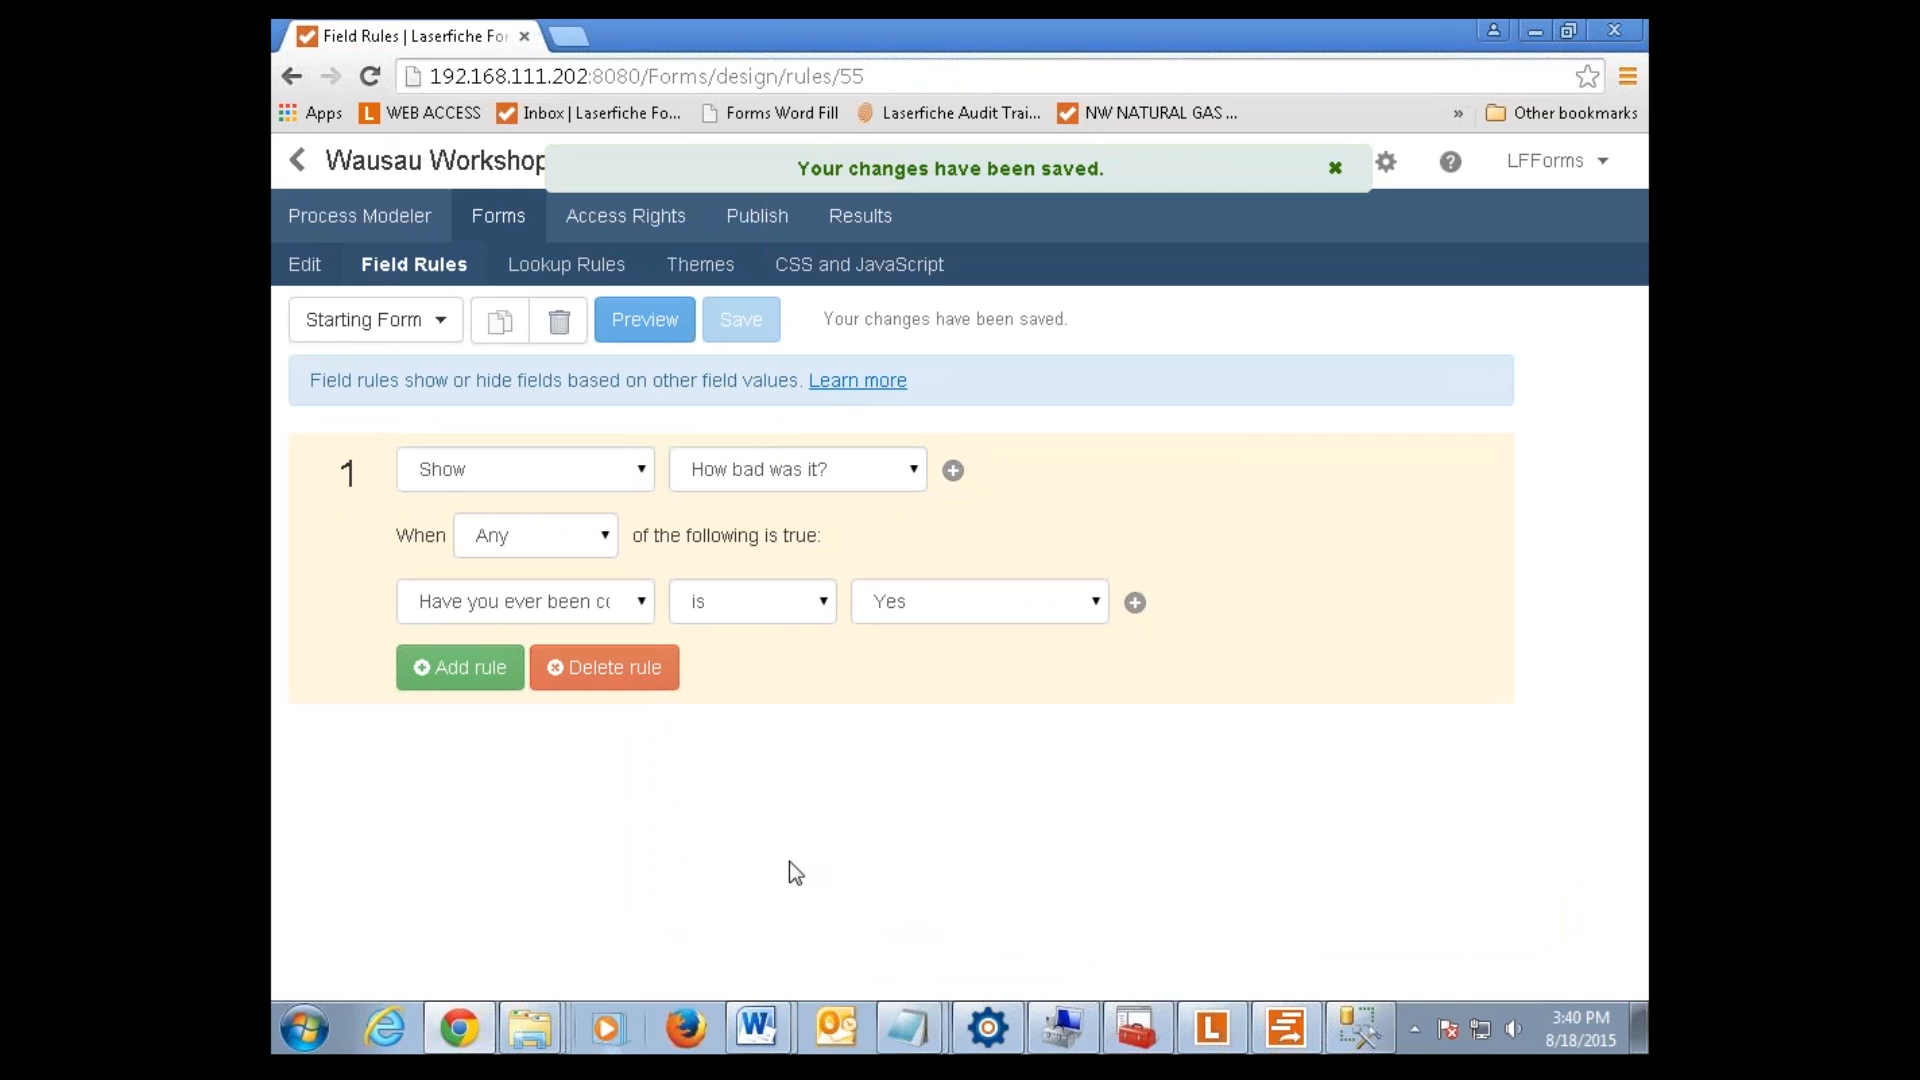 Field Rules | Laserfiche For
192.168.111.202:8080/Forms/design/rules/55
Apps WEB ACCESS Inbox | Laserfiche Fo... Forms Word Fill Laserfiche Audit Trai... NW NATURAL GAS ... » Other bookmarks
Wausau Workshop Your changes have been saved. LFForms
Process Modeler Forms Access Rights Publish Results
Edit Field Rules Lookup Rules Themes CSS and JavaScript
Starting Form Preview Save Your changes have been saved.
Field rules show or hide fields based on other field values. Learn more
1 Show How bad was it?
When Any of the following is true:
Have you ever been co is Yes
Add rule Delete rule
3:40 PM
8/18/2015